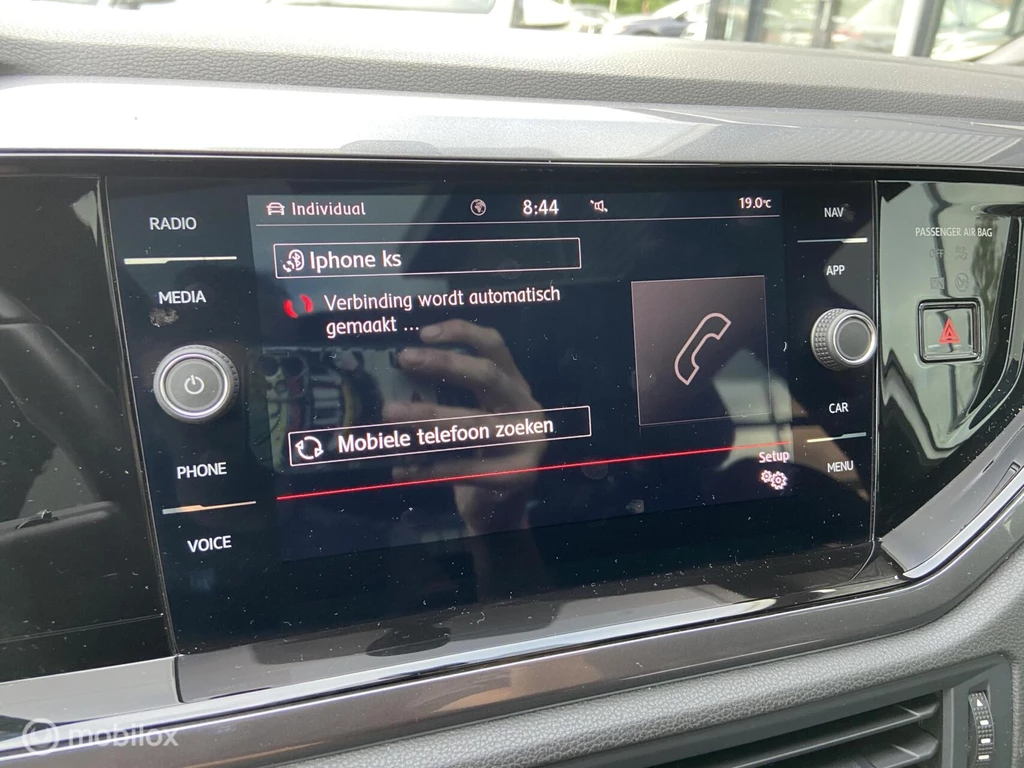 RADIO
MEDIA
PHONE
VOICE
Individual
8:44
19.0°C
Iphone ks
Verbinding wordt automatisch
gemaakt ...
Mobiele telefoon zoeken
Setup
NAV
APP
CAR
MENU
PASSENGER AIR BAG
OFF
mobilox